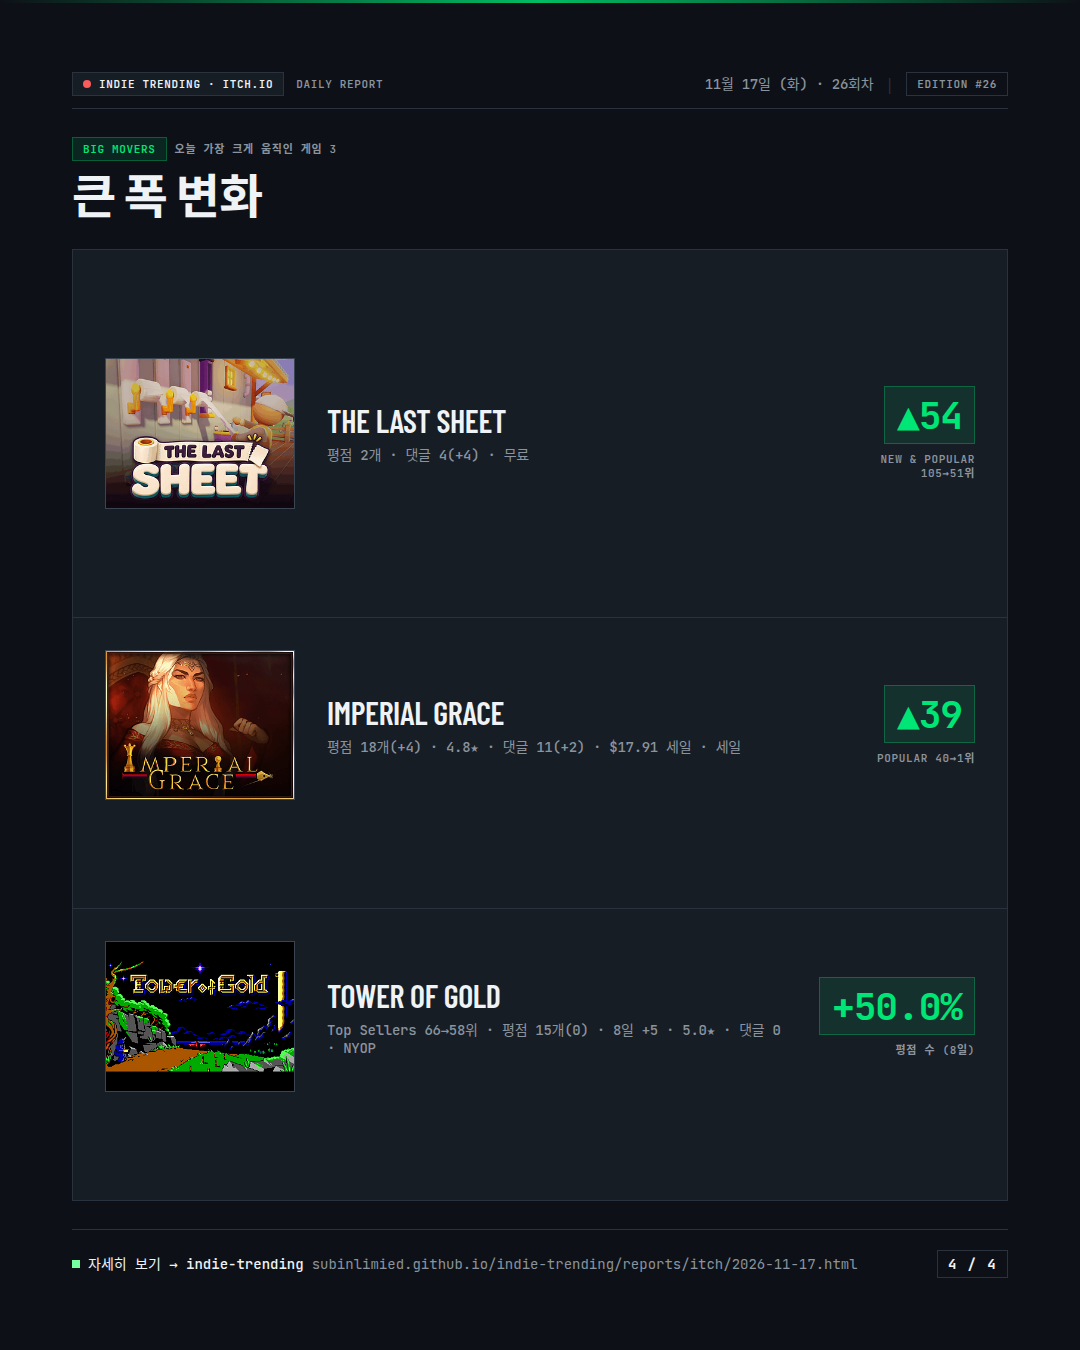 INDIE TRENDING · ITCH.IO DAILY REPORT 11월 17일 (화) · 26회차 EDITION #26
BIG MOVERS 오늘 가장 크게 움직인 게임 3
큰 폭 변화
THE LAST
SHEET
THE LAST SHEET
평점 2개 · 댓글 4(+4) · 무료
▲54
NEW & POPULAR
105→51위
IMPERIAL
GRACE
IMPERIAL GRACE
평점 18개(+4) · 4.8★ · 댓글 11(+2) · $17.91 세일 · 세일
▲39
POPULAR 40→1위
Tower of Gold
TOWER OF GOLD
Top Sellers 66→58위 · 평점 15개(0) · 8일 +5 · 5.0★ · 댓글 0
· NYOP
+50.0%
평점 수 (8일)
자세히 보기 → indie-trending subinlimied.github.io/indie-trending/reports/itch/2026-11-17.html 4 / 4